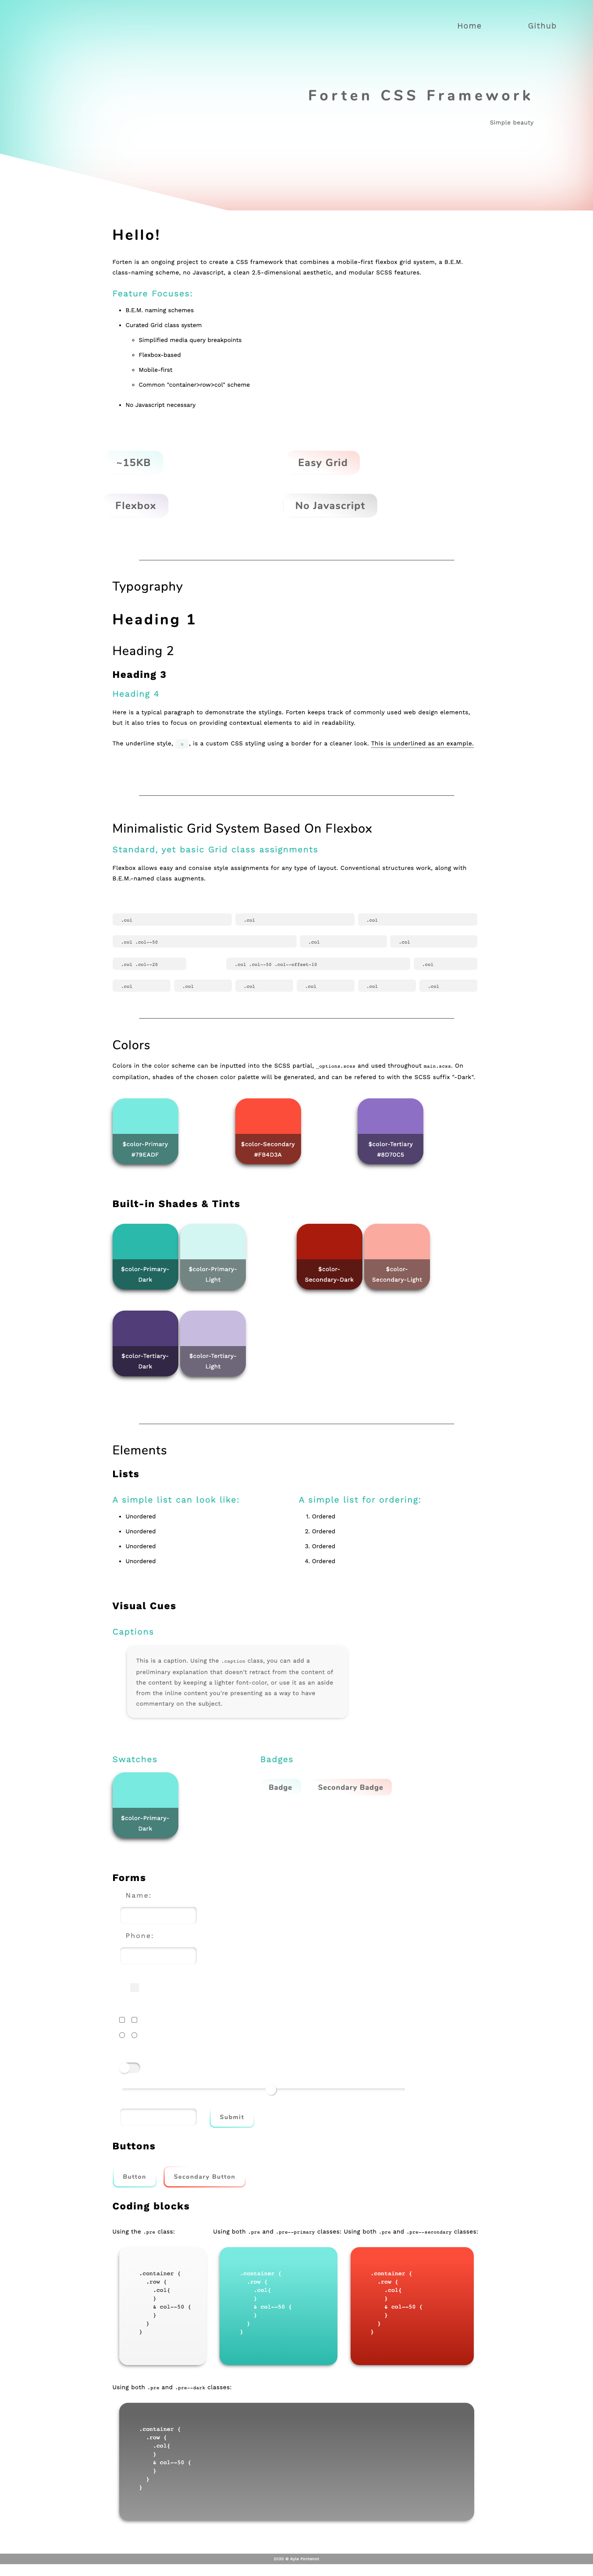 Home Github
Forten CSS Framework
Simple beauty
Hello!
Forten is an ongoing project to create a CSS framework that combines a mobile-first flexbox grid system, a B.E.M.
class-naming scheme, no Javascript, a clean 2.5-dimensional aesthetic, and modular SCSS features.
Feature Focuses:
B.E.M. naming schemes
Curated Grid class system
Simplified media query breakpoints
Flexbox-based
Mobile-first
Common "container>row>col" scheme
No Javascript necessary
~15KB Easy Grid
Flexbox No Javascript
Typography
Heading 1
Heading 2
Heading 3
Heading 4
Here is a typical paragraph to demonstrate the stylings. Forten keeps track of commonly used web design elements,
but it also tries to focus on providing contextual elements to aid in readability.
The underline style, u, is a custom CSS styling using a border for a cleaner look. This is underlined as an example.
Minimalistic Grid System Based On Flexbox
Standard, yet basic Grid class assignments
Flexbox allows easy and consise style assignments for any type of layout. Conventional structures work, along with
B.E.M.-named class augments.
.col .col .col
.col .col--50 .col .col
.col .col--20 .col .col--50 .col--offset-10 .col
.col .col .col .col .col .col
Colors
Colors in the color scheme can be inputted into the SCSS partial, _options.scss and used throughout main.scss. On
compilation, shades of the chosen color palette will be generated, and can be refered to with the SCSS suffix "-Dark".
$color-Primary $color-Secondary $color-Tertiary
#79EADF #FB4D3A #8D70C5
Built-in Shades & Tints
$color-Primary- $color-Primary- $color- $color-
Dark Light Secondary-Dark Secondary-Light
$color-Tertiary- $color-Tertiary-
Dark Light
Elements
Lists
A simple list can look like: A simple list for ordering:
Unordered 1. Ordered
Unordered 2. Ordered
Unordered 3. Ordered
Unordered 4. Ordered
Visual Cues
Captions
This is a caption. Using the .caption class, you can add a
preliminary explanation that doesn't retract from the content of
the content by keeping a lighter font-color, or use it as an aside
from the inline content you're presenting as a way to have
commentary on the subject.
Swatches Badges
Badge Secondary Badge
$color-Primary-
Dark
Forms
Name:
Phone:
Submit
Buttons
Button Secondary Button
Coding blocks
Using the .pre class: Using both .pre and .pre--primary classes: Using both .pre and .pre--secondary classes:
.container { .container { .container {
.row { .row { .row {
.col{ .col{ .col{
} } }
& col--50 { & col--50 { & col--50 {
} } }
} } }
} } }
Using both .pre and .pre--dark classes:
.container {
.row {
.col{
}
& col--50 {
}
}
}